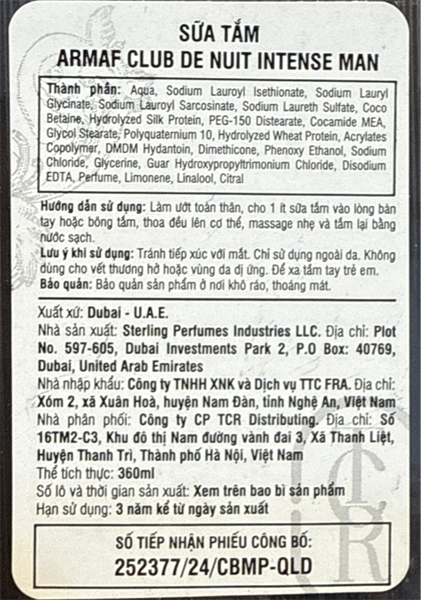 SỮA TẮM
ARMAF CLUB DE NUIT INTENSE MAN
Thành phần: Aqua, Sodium Lauroyl Isethionate, Sodium Lauryl
Glycinate, Sodium Lauroyl Sarcosinate, Sodium Laureth Sulfate, Coco
Betaine, Hydrolyzed Silk Protein, PEG-150 Distearate, Cocamide MEA,
Glycol Stearate, Polyquaternium 10, Hydrolyzed Wheat Protein, Acrylates
Copolymer, DMDM Hydantoin, Dimethicone, Phenoxy Ethanol, Sodium
Chloride, Glycerine, Guar Hydroxypropyltrimonium Chloride, Disodium
EDTA, Perfume, Limonene, Linalool, Citral
Hướng dẫn sử dụng: Làm ướt toàn thân, cho 1 ít sữa tắm vào lòng bàn
tay hoặc bông tắm, thoa đều lên cơ thể, massage nhẹ và tắm lại bằng
nước sạch.
Lưu ý khi sử dụng: Tránh tiếp xúc với mắt. Chỉ sử dụng ngoài da. Không
dùng cho vết thương hở hoặc vùng da dị ứng. Để xa tầm tay trẻ em.
Bảo quản: Bảo quản sản phẩm ở nơi khô ráo, thoáng mát.
Xuất xứ: Dubai - U.A.E.
Nhà sản xuất: Sterling Perfumes Industries LLC. Địa chỉ: Plot
No. 597-605, Dubai Investments Park 2, P.O Box: 40769,
Dubai, United Arab Emirates
Nhà nhập khẩu: Công ty TNHH XNK và Dịch vụ TTC FRA. Địa chỉ:
Xóm 2, xã Xuân Hoà, huyện Nam Đàn, tỉnh Nghệ An, Việt Nam
Nhà phân phối: Công ty CP TCR Distributing. Địa chỉ: Số
16TM2-C3, Khu đô thị Nam đường vành đai 3, Xã Thanh Liệt,
Huyện Thanh Trì, Thành phố Hà Nội, Việt Nam
Thể tích thực: 360ml
Số lô và thời gian sản xuất: Xem trên bao bì sản phẩm
Hạn sử dụng: 3 năm kể từ ngày sản xuất
TCR
SỐ TIẾP NHẬN PHIẾU CÔNG BỐ:
252377/24/CBMP-QLD